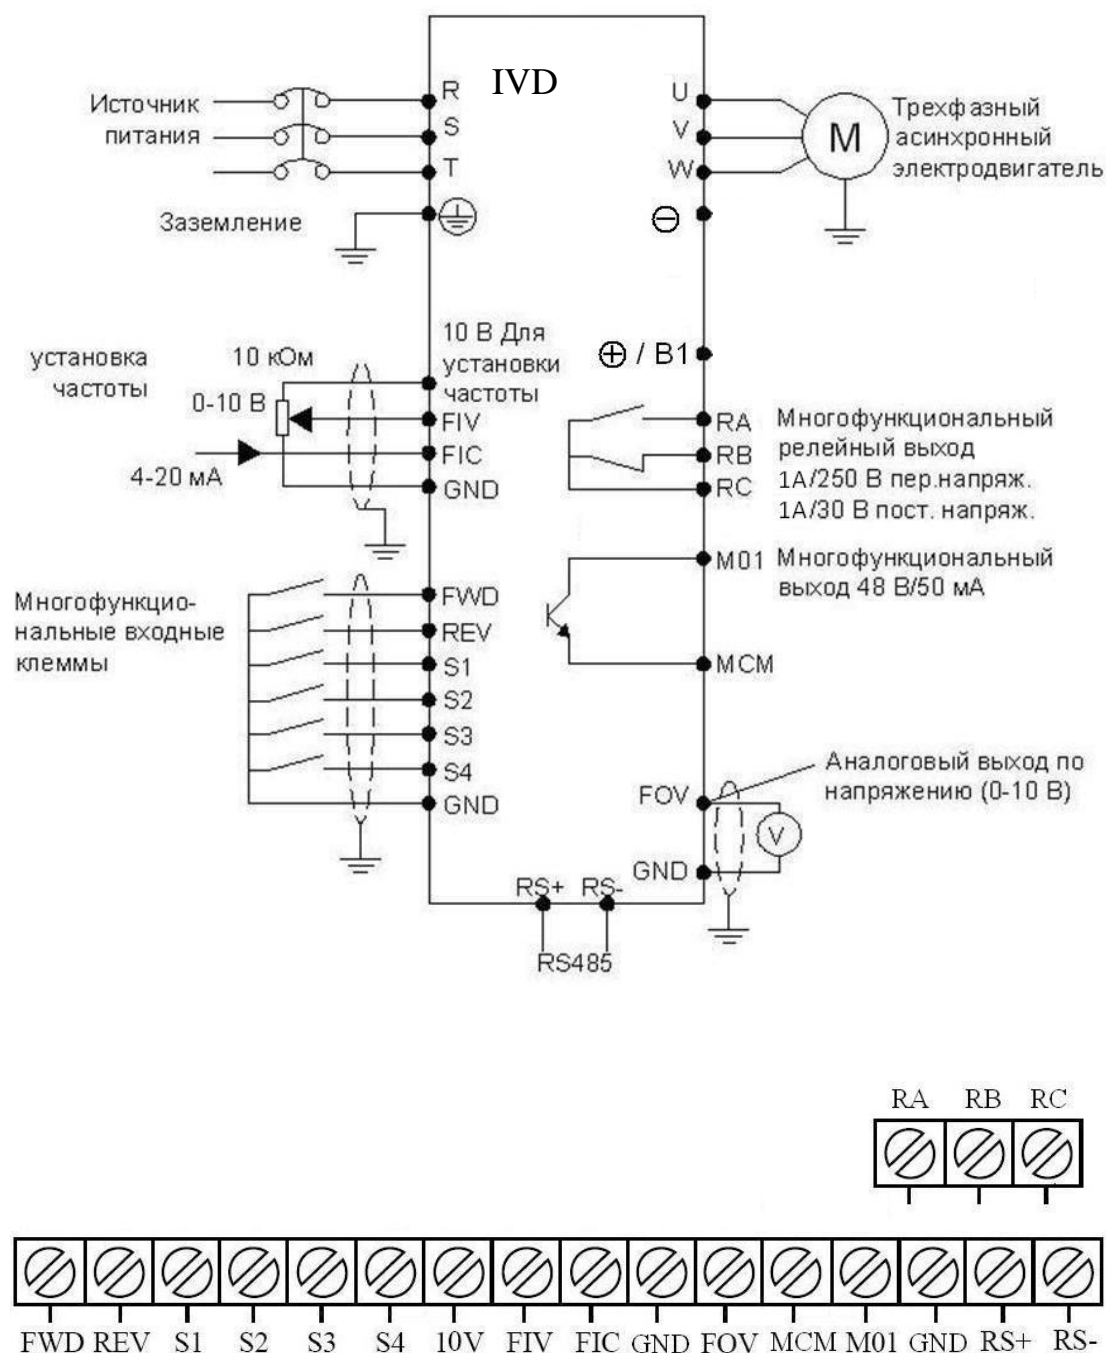 IVD
Источник
питания
R
S
T
Заземление
U
V
W
M
Трехфазный
асинхронный
электродвигатель
⊖
установка
частоты
10 кОм
0-10 В
4-20 мА
10 В Для
установки
частоты
FIV
FIC
GND
⊕ / B1
RA
RB
RC
Многофункциональный
релейный выход
1А/250 В пер.напряж.
1А/30 В пост. напряж.
M01
Многофункциональный
выход 48 В/50 мА
MCM
Многофункцио-
нальные входные
клеммы
FWD
REV
S1
S2
S3
S4
GND
FOV
GND
V
Аналоговый выход по
напряжению (0-10 В)
RS+ RS-
RS485
RA RB RC
FWD REV S1 S2 S3 S4 10V FIV FIC GND FOV MCM M01 GND RS+ RS-